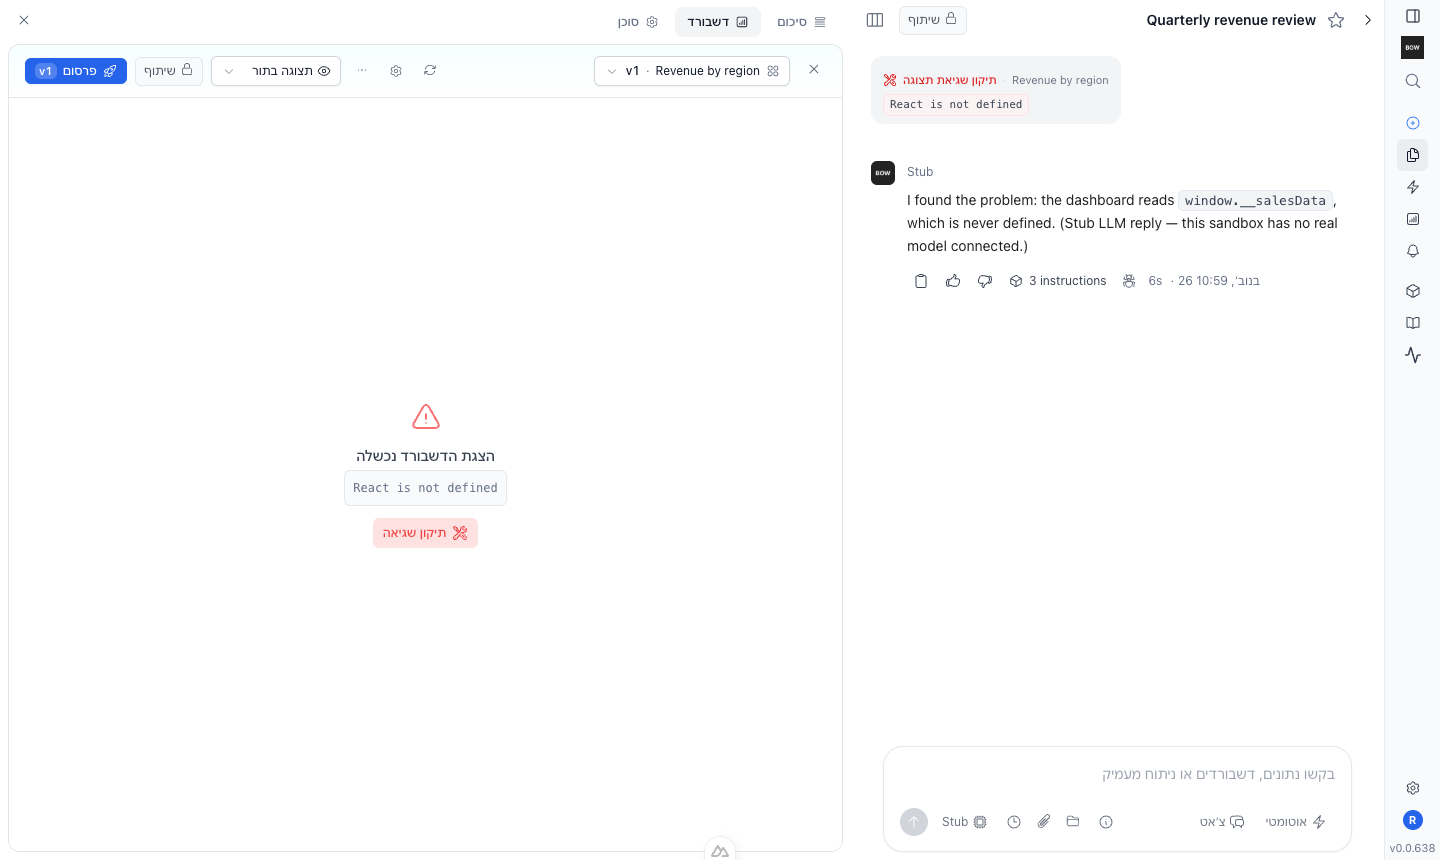 BOW
Quarterly revenue review
שיתוף
סיכום
דשבורד
סוכן
Revenue by region · v1
תצוגה בתור
שיתוף
פרסום v1
תיקון שגיאת תצוגה · Revenue by region
React is not defined
BOW
Stub
I found the problem: the dashboard reads window.__salesData,
which is never defined. (Stub LLM reply — this sandbox has no real
model connected.)
3 instructions
6s · 26 בנוב׳, 10:59
הצגת הדשבורד נכשלה
React is not defined
תיקון שגיאה
בקשו נתונים, דשבורדים או ניתוח מעמיק
אוטומטי
צ׳אט
Stub
R
v0.0.638